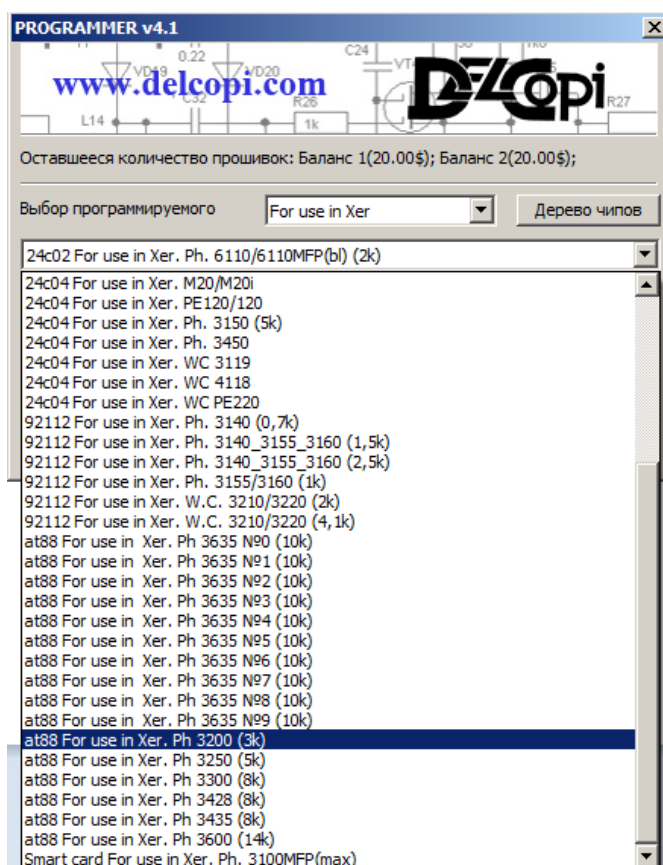 PROGRAMMER v4.1
0.22
C24
VD19
VD20
VT4
www.delcopi.com
DELCopi
C32
R26
R27
L14
1k
Оставшееся количество прошивок: Баланс 1(20.00$); Баланс 2(20.00$);
Выбор программируемого
For use in Xer
Дерево чипов
24c02 For use in Xer. Ph. 6110/6110MFP(bl) (2k)
24c04 For use in Xer. M20/M20i
24c04 For use in Xer. PE120/120
24c04 For use in Xer. Ph. 3150 (5k)
24c04 For use in Xer. Ph. 3450
24c04 For use in Xer. WC 3119
24c04 For use in Xer. WC 4118
24c04 For use in Xer. WC PE220
92112 For use in Xer. Ph. 3140 (0,7k)
92112 For use in Xer. Ph. 3140_3155_3160 (1,5k)
92112 For use in Xer. Ph. 3140_3155_3160 (2,5k)
92112 For use in Xer. Ph. 3155/3160 (1k)
92112 For use in Xer. W.C. 3210/3220 (2k)
92112 For use in Xer. W.C. 3210/3220 (4,1k)
at88 For use in  Xer. Ph 3635 №0 (10k)
at88 For use in  Xer. Ph 3635 №1 (10k)
at88 For use in  Xer. Ph 3635 №2 (10k)
at88 For use in  Xer. Ph 3635 №3 (10k)
at88 For use in  Xer. Ph 3635 №4 (10k)
at88 For use in  Xer. Ph 3635 №5 (10k)
at88 For use in  Xer. Ph 3635 №6 (10k)
at88 For use in  Xer. Ph 3635 №7 (10k)
at88 For use in  Xer. Ph 3635 №8 (10k)
at88 For use in  Xer. Ph 3635 №9 (10k)
at88 For use in Xer. Ph 3200 (3k)
at88 For use in Xer. Ph 3250 (5k)
at88 For use in Xer. Ph 3300 (8k)
at88 For use in Xer. Ph 3428 (8k)
at88 For use in Xer. Ph 3435 (8k)
at88 For use in Xer. Ph 3600 (14k)
Smart card For use in Xer. Ph. 3100MFP(max)